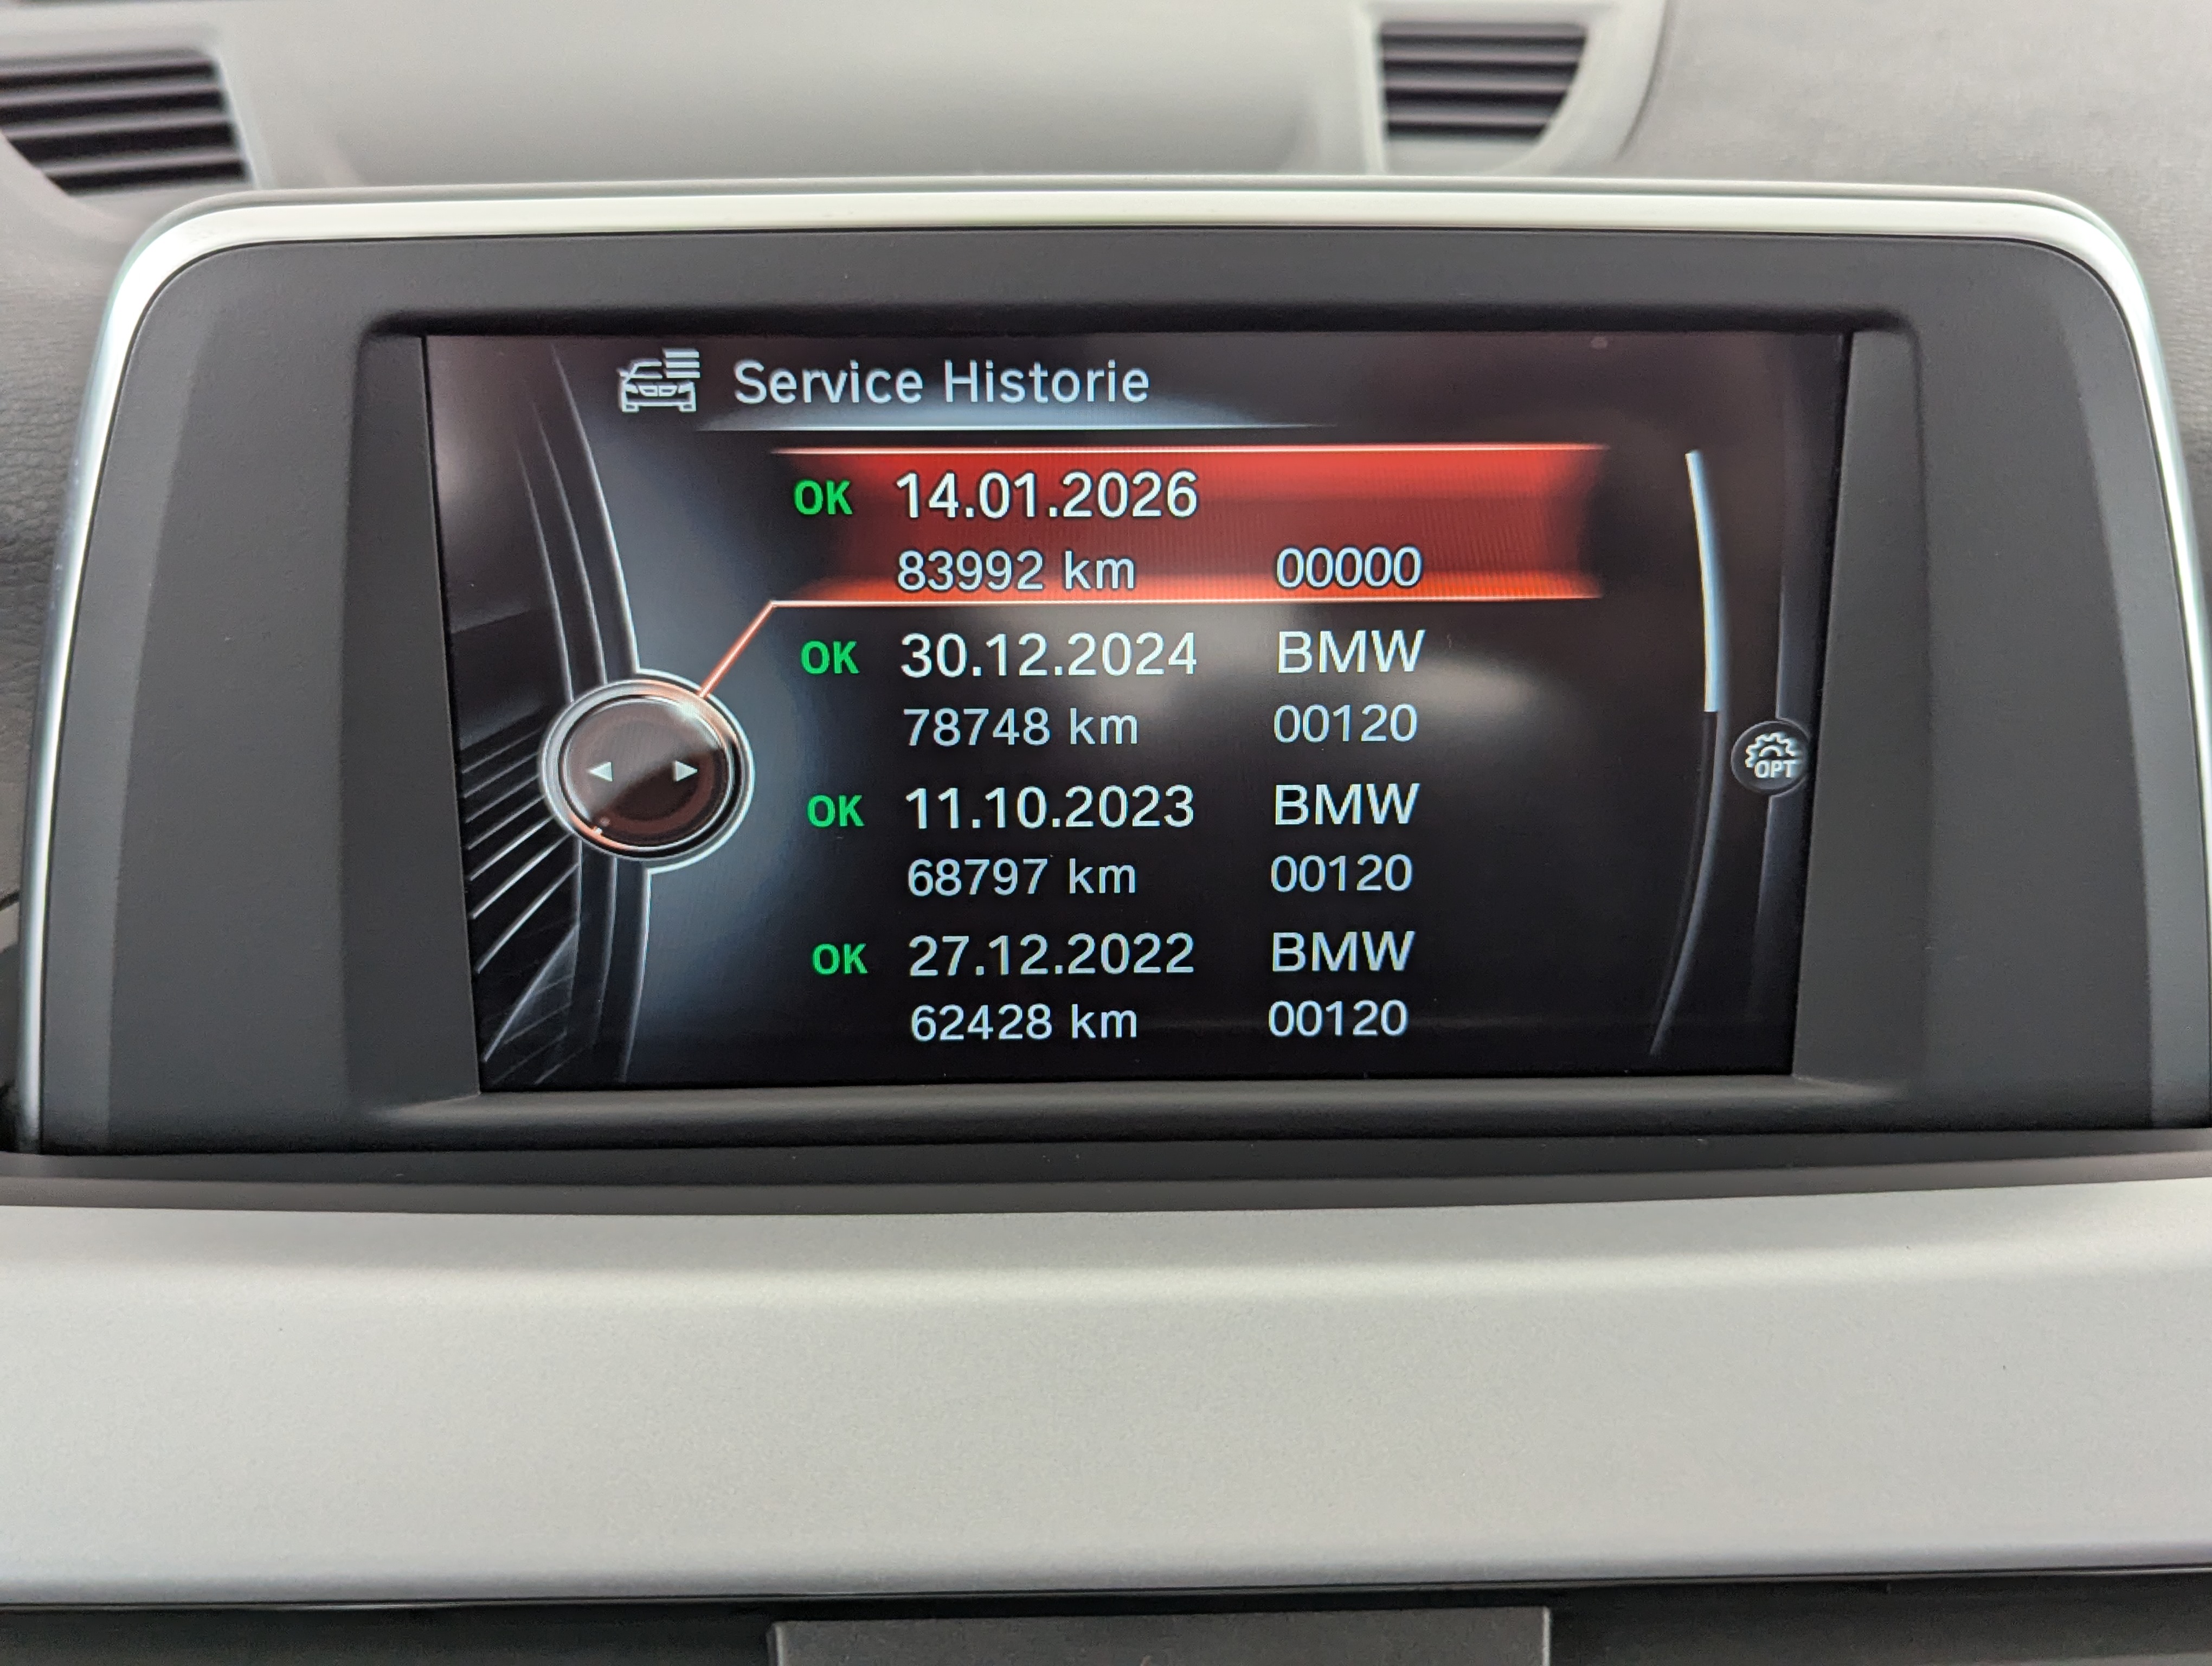 Service Historie
OK 14.01.2026
83992 km 00000
OK 30.12.2024 BMW
78748 km 00120
OK 11.10.2023 BMW
68797 km 00120
OPT
OK 27.12.2022 BMW
62428 km 00120